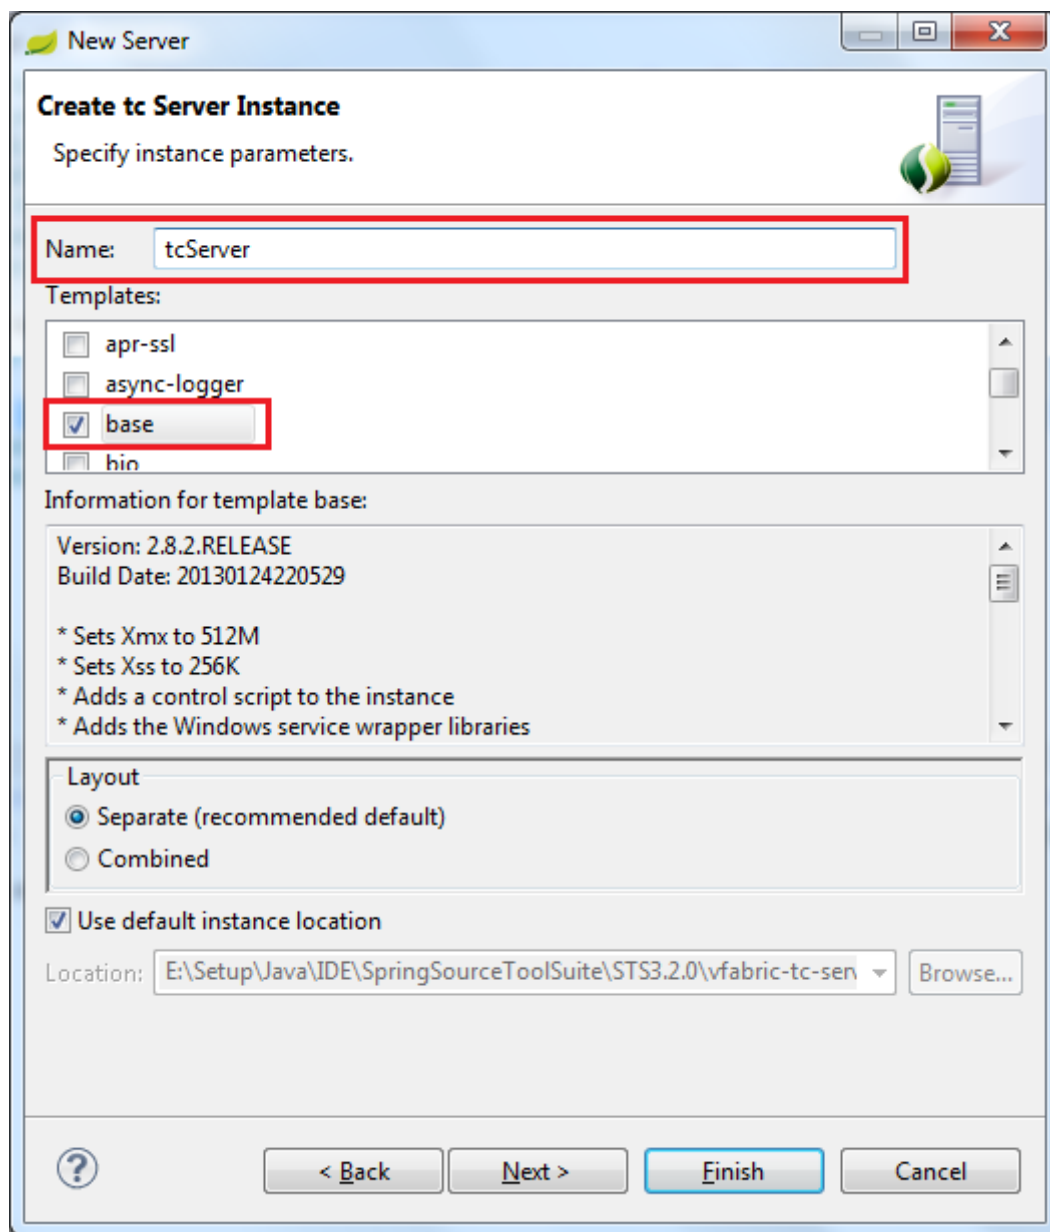 New Server
Create tc Server Instance
Specify instance parameters.
Name: tcServer
Templates:
apr-ssl
async-logger
base
bio
Information for template base:
Version: 2.8.2.RELEASE
Build Date: 20130124220529
* Sets Xmx to 512M
* Sets Xss to 256K
* Adds a control script to the instance
* Adds the Windows service wrapper libraries
Layout
Separate (recommended default)
Combined
Use default instance location
Location: E:\Setup\Java\IDE\SpringSourceToolSuite\STS3.2.0\vfabric-tc-serv Browse...
< Back Next > Finish Cancel